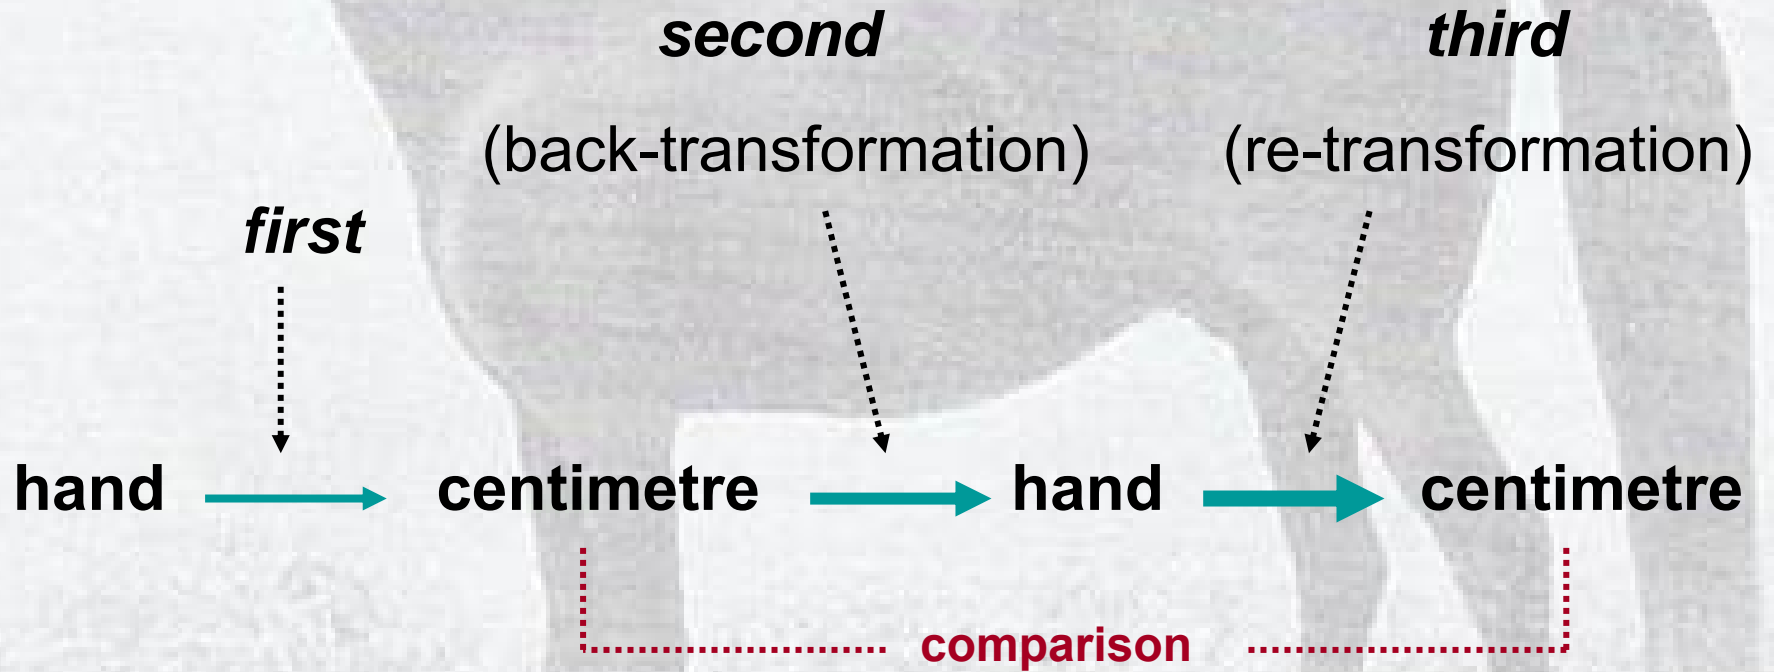 second third
(back-transformation) (re-transformation)
first
hand centimetre hand centimetre
comparison